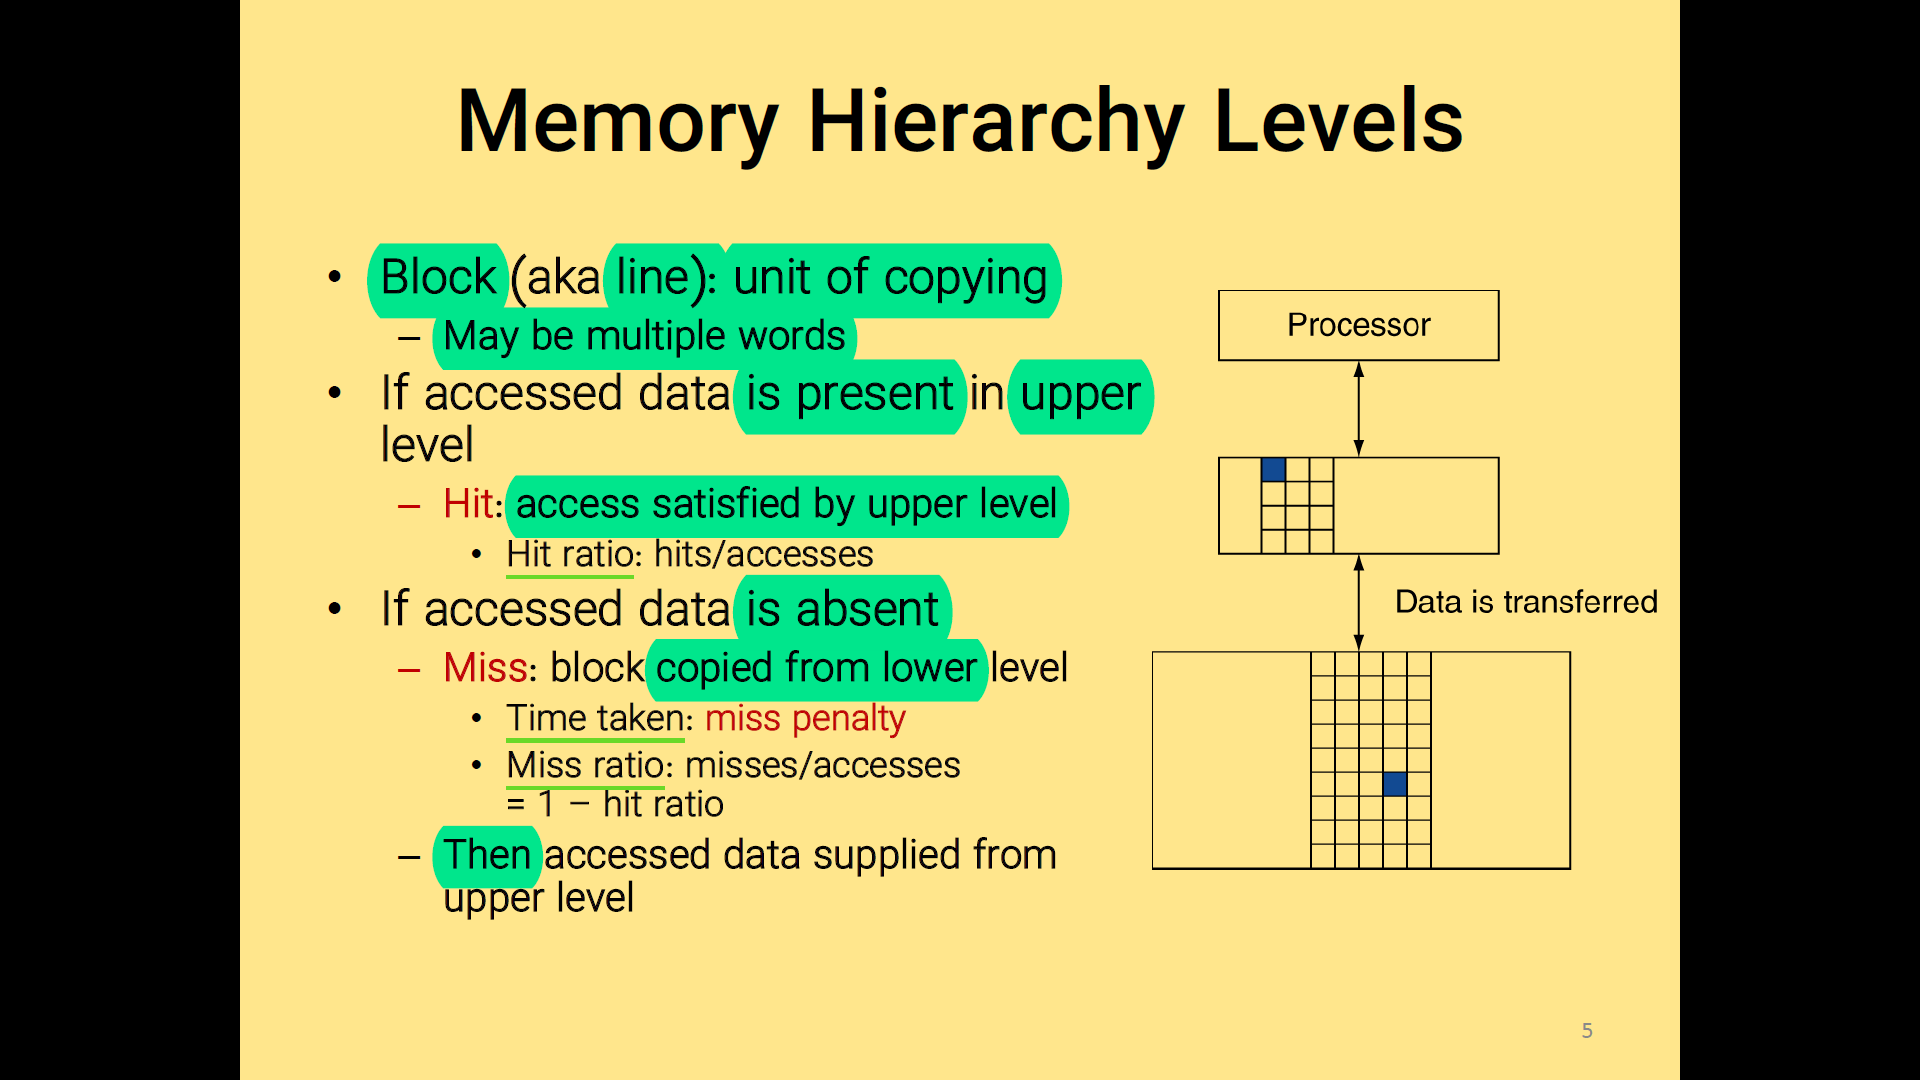 Memory Hierarchy Levels
• Block (aka line): unit of copying
– May be multiple words
• If accessed data is present in upper
level
– Hit: access satisfied by upper level
• Hit ratio: hits/accesses
• If accessed data is absent
– Miss: block copied from lower level
• Time taken: miss penalty
• Miss ratio: misses/accesses
= 1 – hit ratio
– Then accessed data supplied from
upper level
Processor
Data is transferred
5